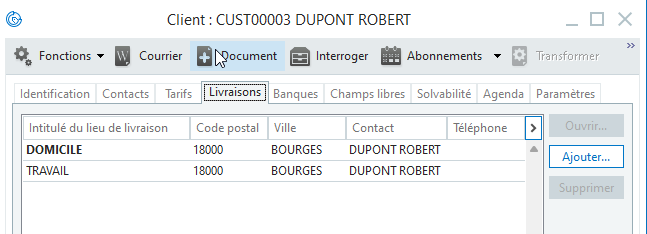 Client : CUST00003 DUPONT ROBERT
Fonctions Courrier Document Interroger Abonnements Transformer »
Identification Contacts Tarifs Livraisons Banques Champs libres Solvabilité Agenda Paramètres
Intitulé du lieu de livraison Code postal Ville Contact Téléphone > Ouvrir...
DOMICILE 18000 BOURGES DUPONT ROBERT Ajouter...
TRAVAIL 18000 BOURGES DUPONT ROBERT
Supprimer